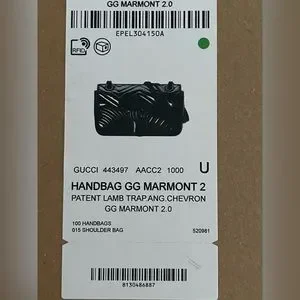 GG MARMONT 2.0
EPEL304150A
RFID
GUCCI 443497 AACC2 1000 U
HANDBAG GG MARMONT 2
PATENT LAMB TRAP.ANG.CHEVRON
GG MARMONT 2.0
100 HANDBAGS
015 SHOULDER BAG
520981
8130486887